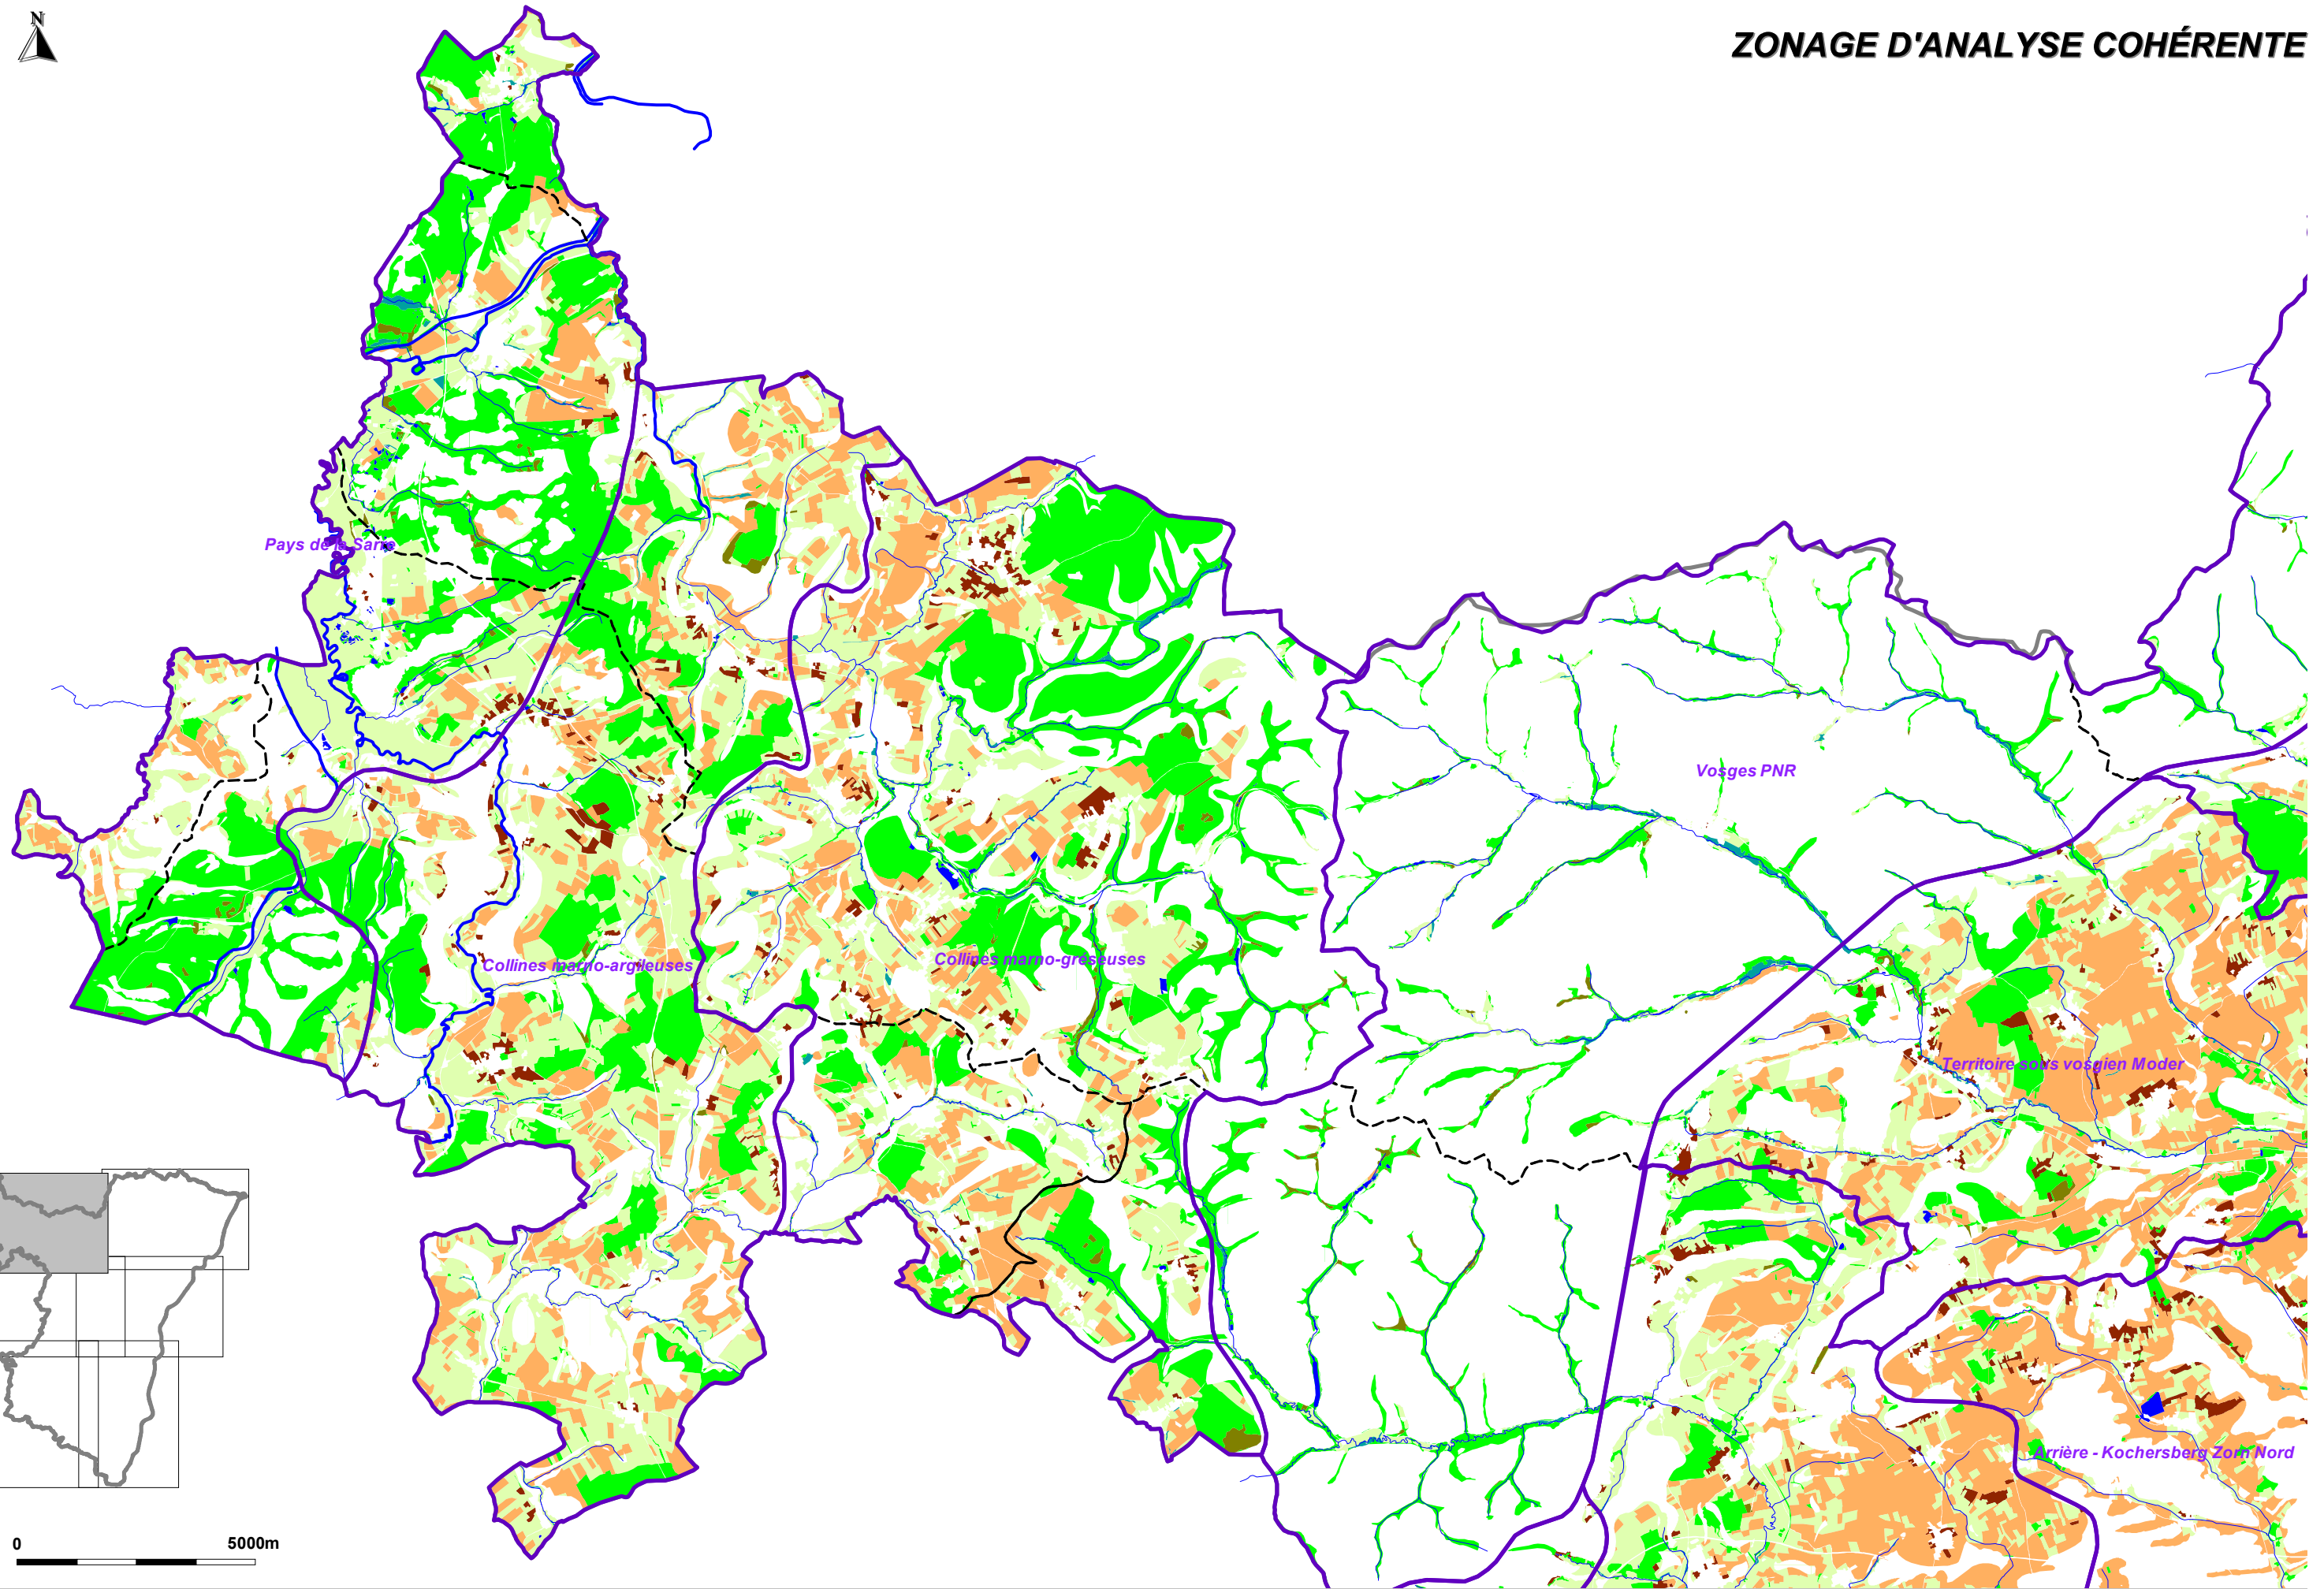 N
ZONAGE D'ANALYSE COHÉRENTE
Pays de la Sarre
Vosges PNR
Collines marno-argileuses
Collines marno-gréseuses
Territoire sous vosgien Moder
Arrière - Kochersberg Zorn Nord
0 5000m